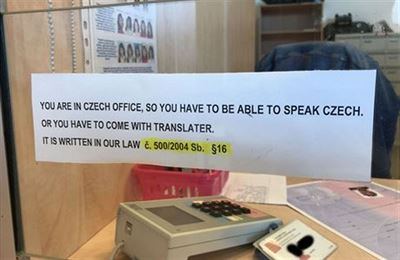 YOU ARE IN CZECH OFFICE, SO YOU HAVE TO BE ABLE TO SPEAK CZECH.
OR YOU HAVE TO COME WITH TRANSLATER.
IT IS WRITTEN IN OUR LAW č. 500/2004 Sb. §16